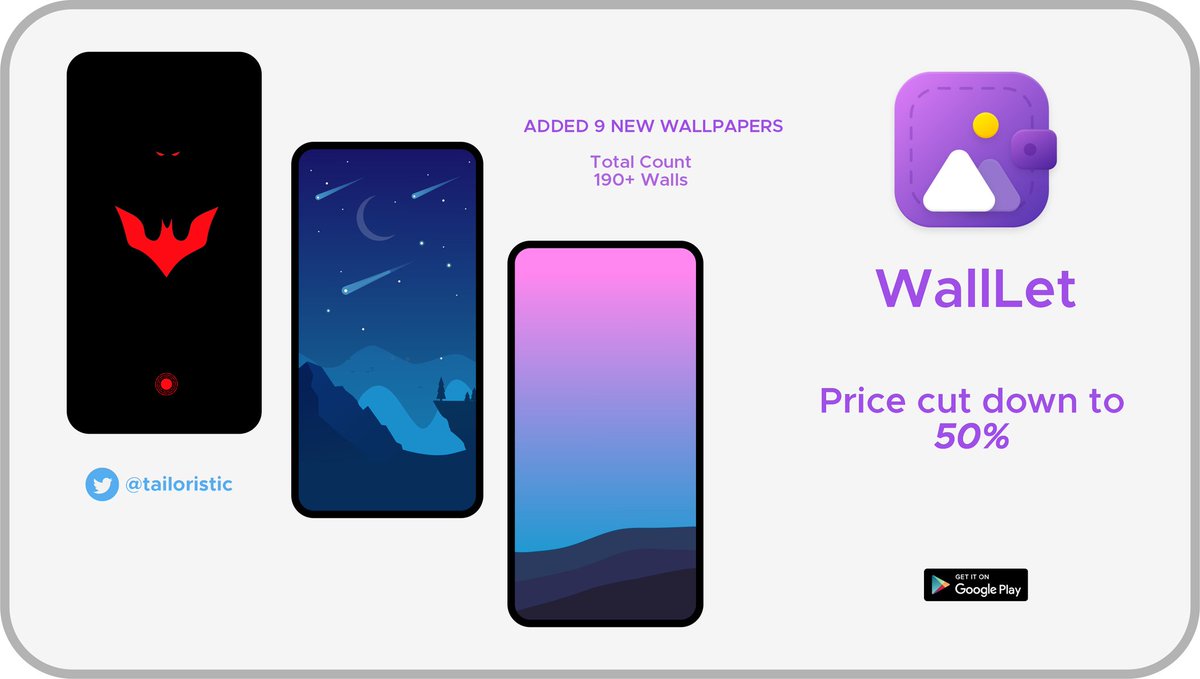 ADDED 9 NEW WALLPAPERS
Total Count
190+ Walls
WallLet
Price cut down to
50%
@tailoristic
GET IT ON
Google Play